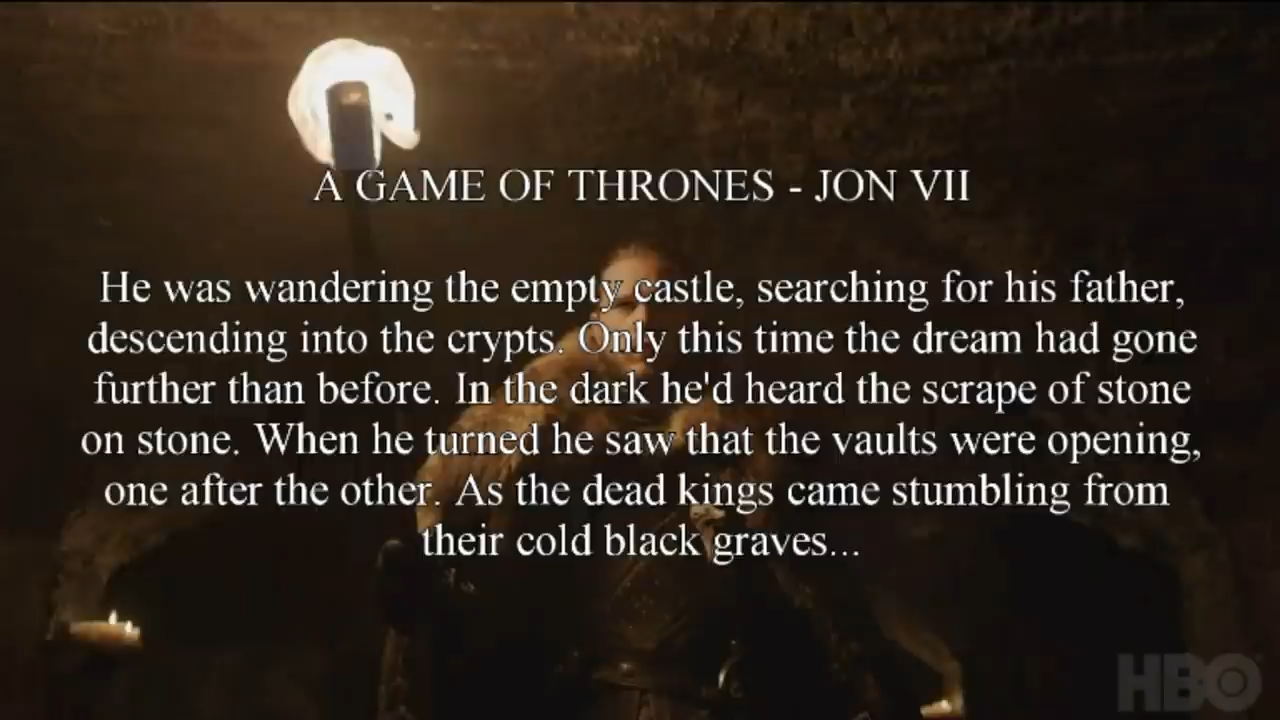 A GAME OF THRONES - JON VII
He was wandering the empty castle, searching for his father,
descending into the crypts. Only this time the dream had gone
further than before. In the dark he'd heard the scrape of stone
on stone. When he turned he saw that the vaults were opening,
one after the other. As the dead kings came stumbling from
their cold black graves...
HBO